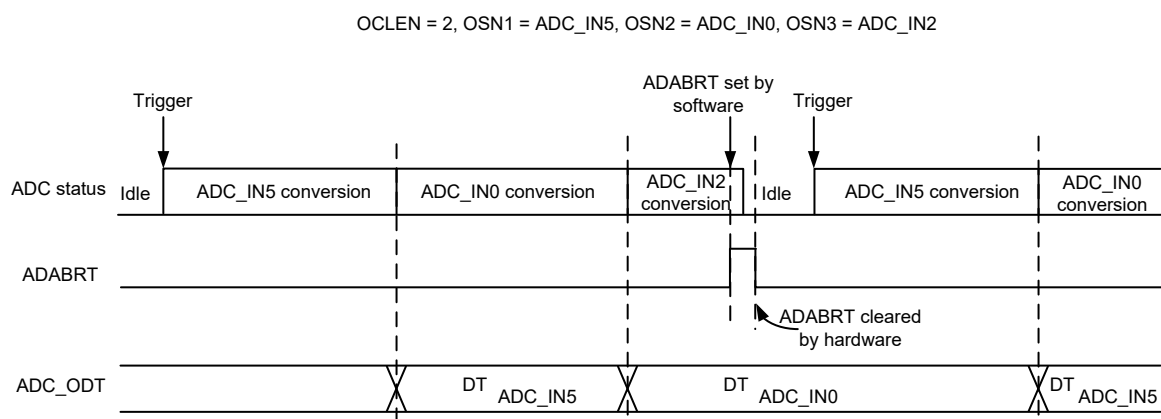 OCLEN = 2, OSN1 = ADC_IN5, OSN2 = ADC_IN0, OSN3 = ADC_IN2
Trigger
ADABRT set by
software
Trigger
ADC status
Idle
ADC_IN5 conversion
ADC_IN0 conversion
ADC_IN2
conversion
Idle
ADC_IN5 conversion
ADC_IN0
conversion
ADABRT
ADABRT cleared
by hardware
ADC_ODT
DT ADC_IN5
DT ADC_IN0
DT ADC_IN5